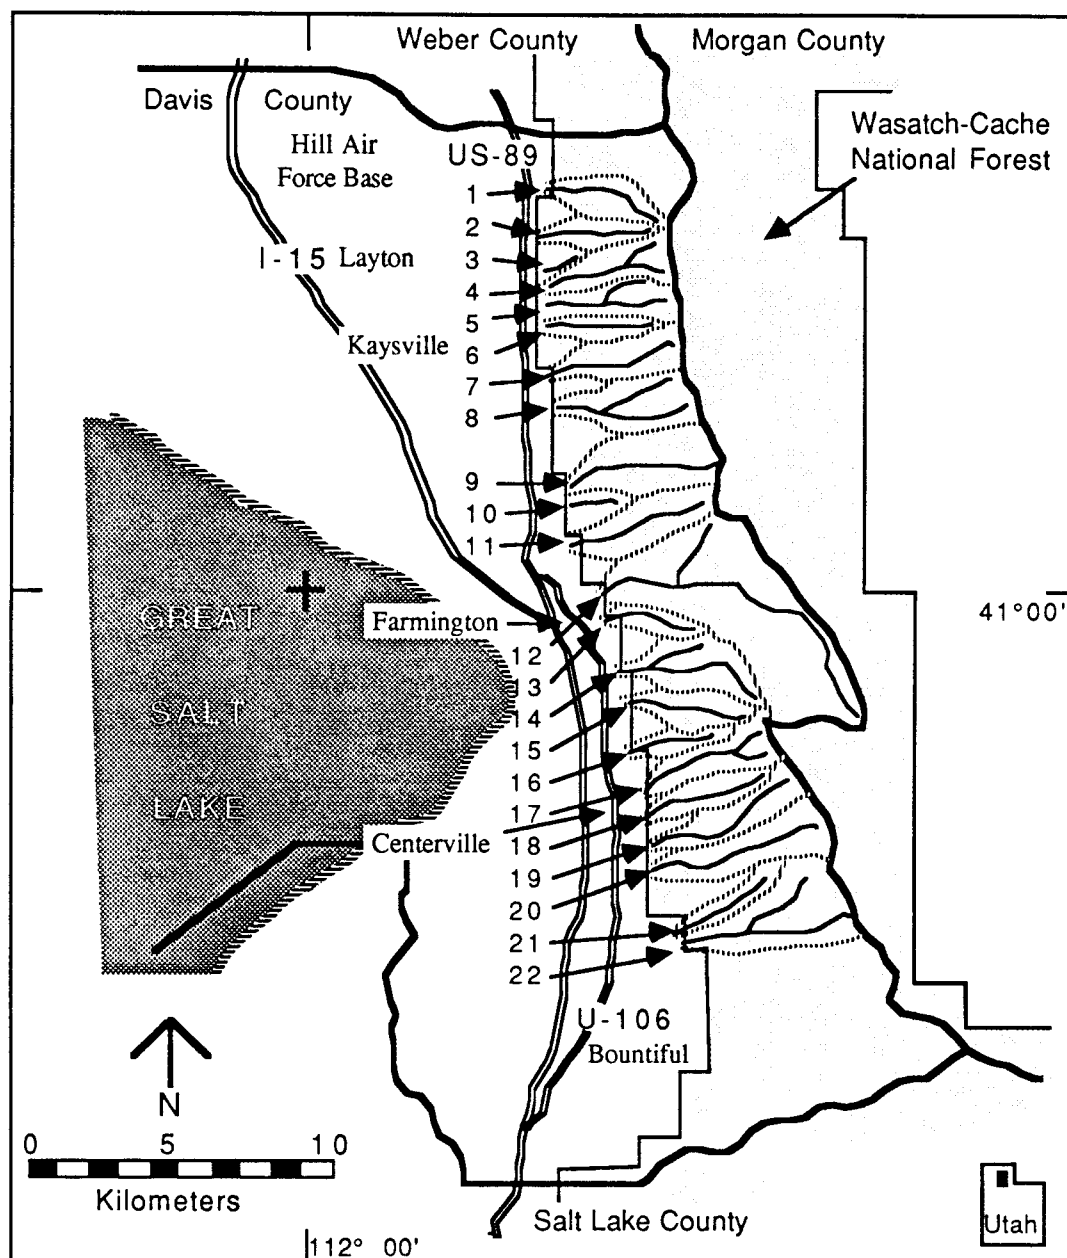 Weber County
Morgan County
Davis County
Hill Air
Force Base
US-89
Wasatch-Cache
National Forest
1
2
I-15 Layton
3
4
5
Kaysville
6
7
8
9
10
11
41°00'
GREAT
Farmington
12
13
SALT
14
15
16
LAKE
17
Centerville
18
19
20
21
22
U-106
Bountiful
N
0 5 10
Kilometers
Salt Lake County
Utah
112° 00'